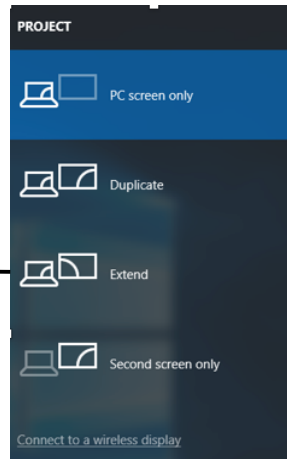 PROJECT
PC screen only
Duplicate
Extend
Second screen only
Connect to a wireless display